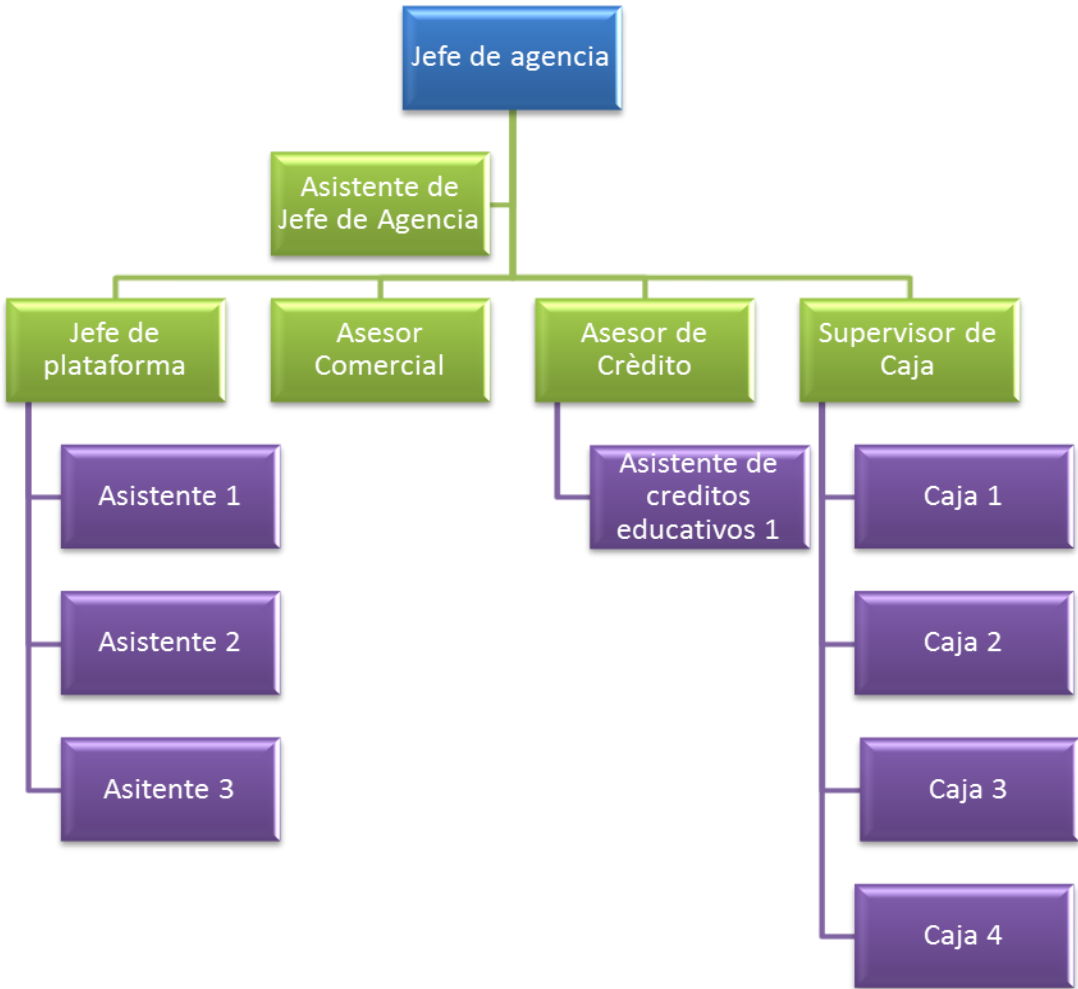 Jefe de agencia
Asistente de
Jefe de Agencia
Jefe de
plataforma
Asesor
Comercial
Asesor de
Crèdito
Supervisor de
Caja
Asistente 1
Asistente 2
Asitente 3
Asistente de
creditos
educativos 1
Caja 1
Caja 2
Caja 3
Caja 4